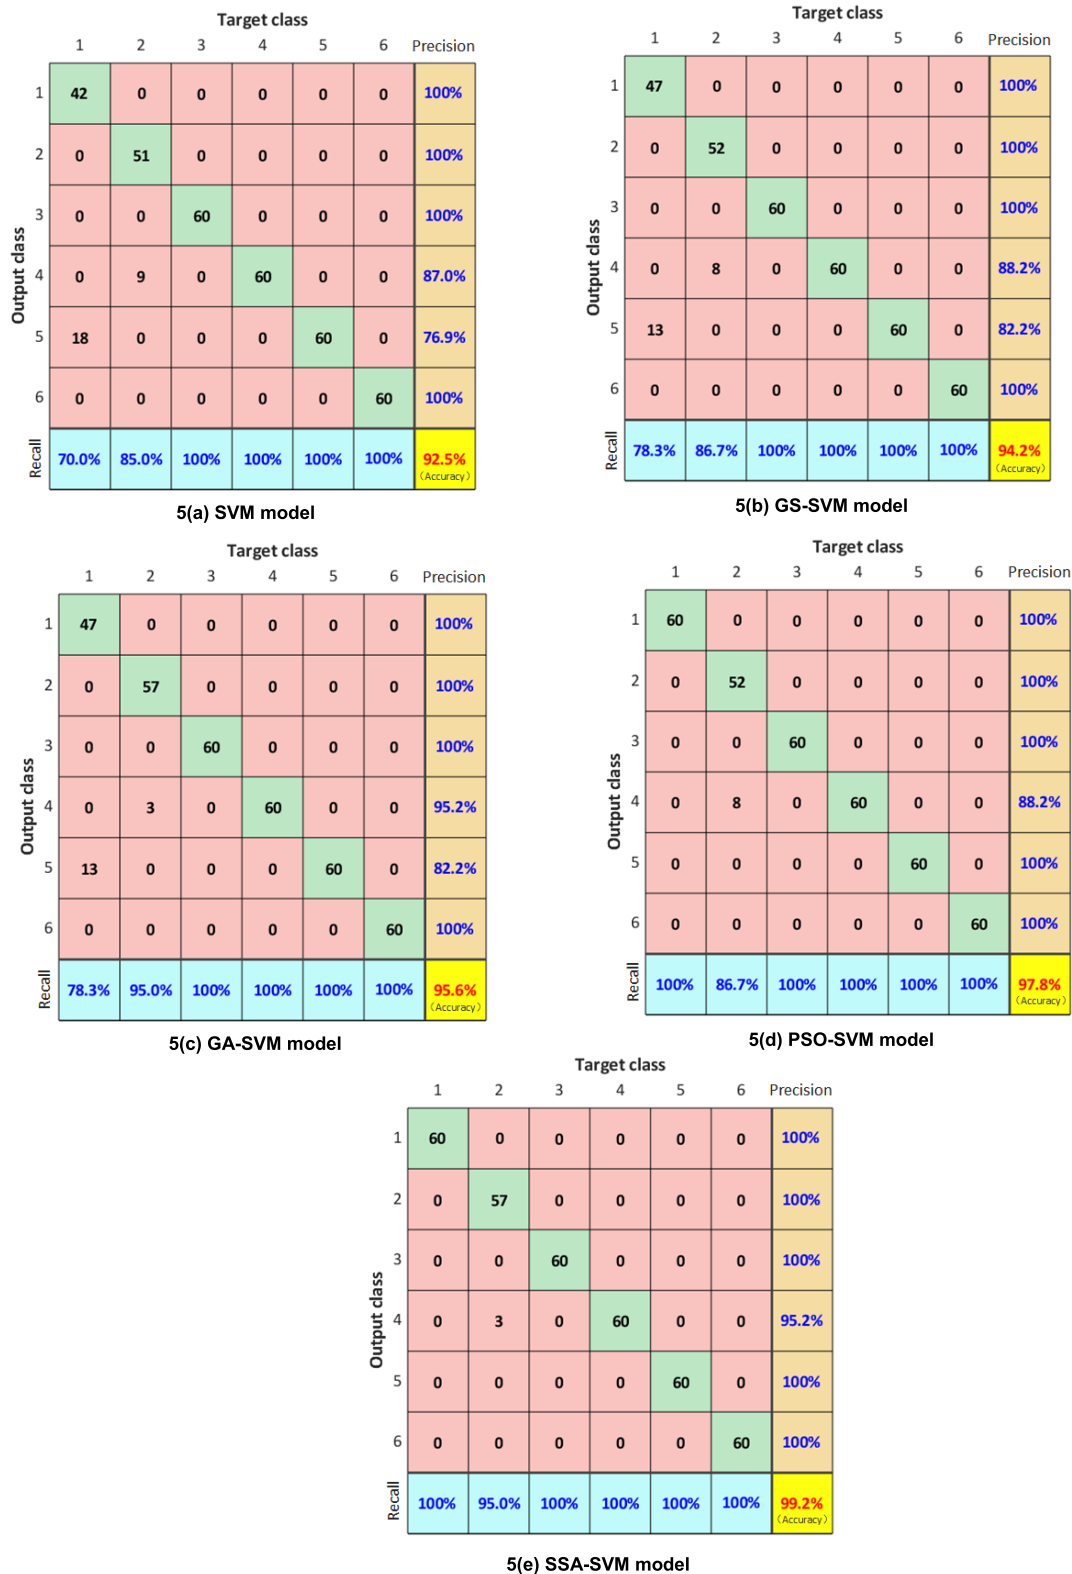 Target class
1 2 3 4 5 6 Precision
1 42 0 0 0 0 0 100%
2 0 51 0 0 0 0 100%
3 0 0 60 0 0 0 100%
4 0 9 0 60 0 0 87.0%
5 18 0 0 0 60 0 76.9%
6 0 0 0 0 0 60 100%
Output class
Recall 70.0% 85.0% 100% 100% 100% 100% 92.5%
(Accuracy)
5(a) SVM model
Target class
1 2 3 4 5 6 Precision
1 47 0 0 0 0 0 100%
2 0 52 0 0 0 0 100%
3 0 0 60 0 0 0 100%
4 0 8 0 60 0 0 88.2%
5 13 0 0 0 60 0 82.2%
6 0 0 0 0 0 60 100%
Output class
Recall 78.3% 86.7% 100% 100% 100% 100% 94.2%
(Accuracy)
5(b) GS-SVM model
Target class
1 2 3 4 5 6 Precision
1 47 0 0 0 0 0 100%
2 0 57 0 0 0 0 100%
3 0 0 60 0 0 0 100%
4 0 3 0 60 0 0 95.2%
5 13 0 0 0 60 0 82.2%
6 0 0 0 0 0 60 100%
Output class
Recall 78.3% 95.0% 100% 100% 100% 100% 95.6%
(Accuracy)
5(c) GA-SVM model
Target class
1 2 3 4 5 6 Precision
1 60 0 0 0 0 0 100%
2 0 52 0 0 0 0 100%
3 0 0 60 0 0 0 100%
4 0 8 0 60 0 0 88.2%
5 0 0 0 0 60 0 100%
6 0 0 0 0 0 60 100%
Output class
Recall 100% 86.7% 100% 100% 100% 100% 97.8%
(Accuracy)
5(d) PSO-SVM model
Target class
1 2 3 4 5 6 Precision
1 60 0 0 0 0 0 100%
2 0 57 0 0 0 0 100%
3 0 0 60 0 0 0 100%
4 0 3 0 60 0 0 95.2%
5 0 0 0 0 60 0 100%
6 0 0 0 0 0 60 100%
Output class
Recall 100% 95.0% 100% 100% 100% 100% 99.2%
(Accuracy)
5(e) SSA-SVM model